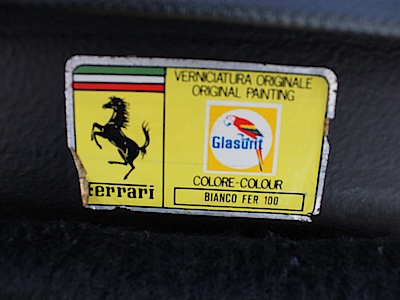 VERNICIATURA ORIGINALE
ORIGINAL PAINTING
Glasurit
COLORE-COLOUR
BIANCO FER 100
Ferrari